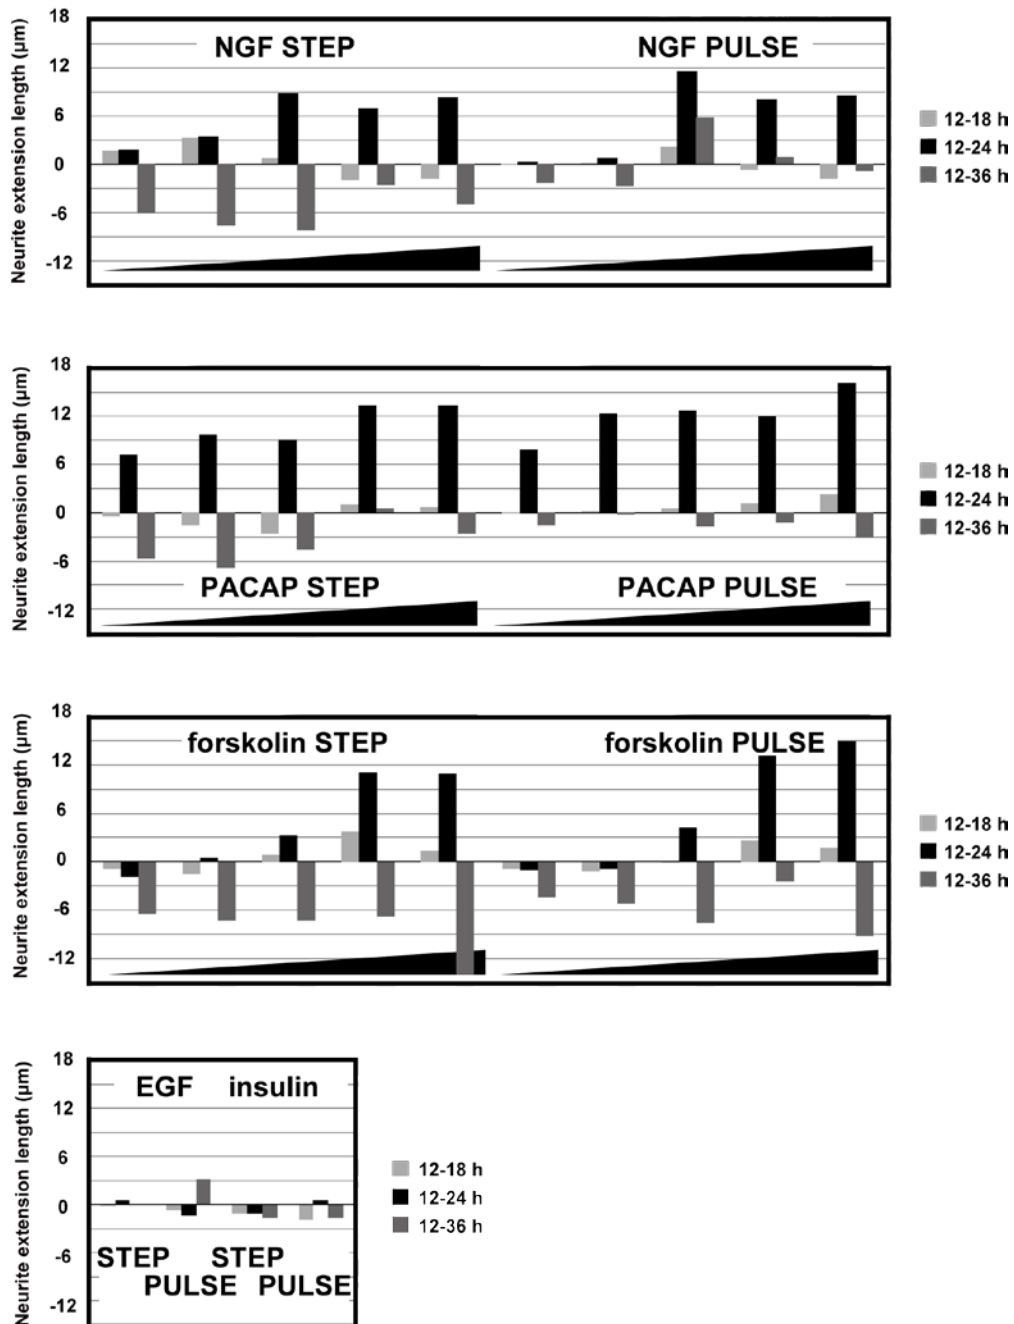 Neurite extension length (µm)
18
12
6
0
-6
-12
NGF STEP
NGF PULSE
12-18 h
12-24 h
12-36 h
Neurite extension length (µm)
18
12
6
0
-6
-12
PACAP STEP
PACAP PULSE
12-18 h
12-24 h
12-36 h
Neurite extension length (µm)
18
12
6
0
-6
-12
forskolin STEP
forskolin PULSE
12-18 h
12-24 h
12-36 h
Neurite extension length (µm)
18
12
6
0
-6
-12
EGF
insulin
STEP
PULSE
STEP
PULSE
12-18 h
12-24 h
12-36 h